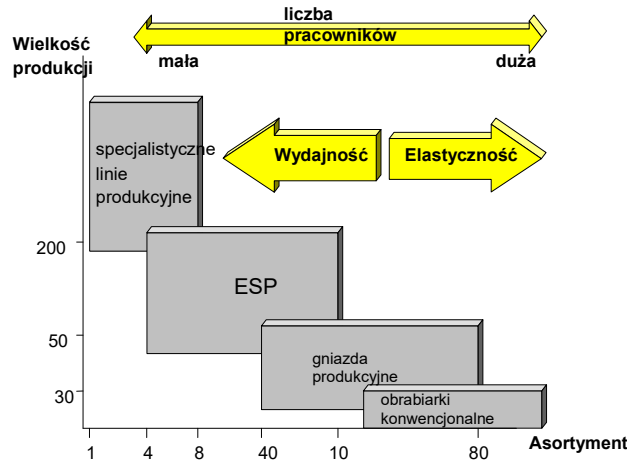 liczba
pracowników
Wielkość
produkcji
mała
duża
specjalistyczne
linie
produkcyjne
Wydajność
Elastyczność
200
ESP
50
gniazda
produkcyjne
30
obrabiarki
konwencjonalne
1 4 8 40 10 80
Asortyment